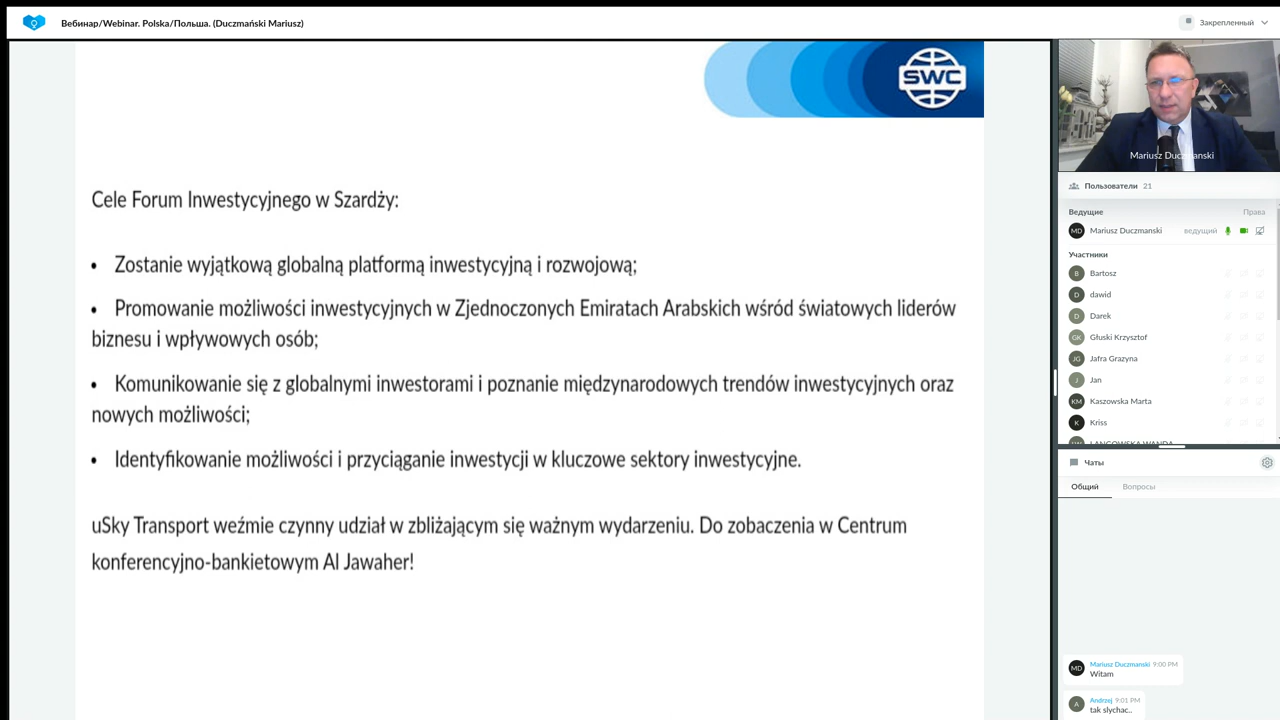 Вебинар/Webinar. Polska/Польша. (Duczmański Mariusz)
Закрепленный
SWC
Cele Forum Inwestycyjnego w Szardży:
• Zostanie wyjątkową globalną platformą inwestycyjną i rozwojową;
• Promowanie możliwości inwestycyjnych w Zjednoczonych Emiratach Arabskich wśród światowych liderów
biznesu i wpływowych osób;
• Komunikowanie się z globalnymi inwestorami i poznanie międzynarodowych trendów inwestycyjnych oraz
nowych możliwości;
• Identyfikowanie możliwości i przyciąganie inwestycji w kluczowe sektory inwestycyjne.
uSky Transport weźmie czynny udział w zbliżającym się ważnym wydarzeniu. Do zobaczenia w Centrum
konferencyjno-bankietowym Al Jawaher!
Mariusz Duczmanski
Пользователи 21
Ведущие Права
MD Mariusz Duczmanski ведущий
Участники
B Bartosz
D dawid
D Darek
GK Głuski Krzysztof
JG Jafra Grazyna
J Jan
KM Kaszowska Marta
K Kriss
LANGOWSKA WANDA
Чаты
Общий Вопросы
MD Mariusz Duczmanski 9:00 PM
Witam
A Andrzej 9:01 PM
tak slychac..